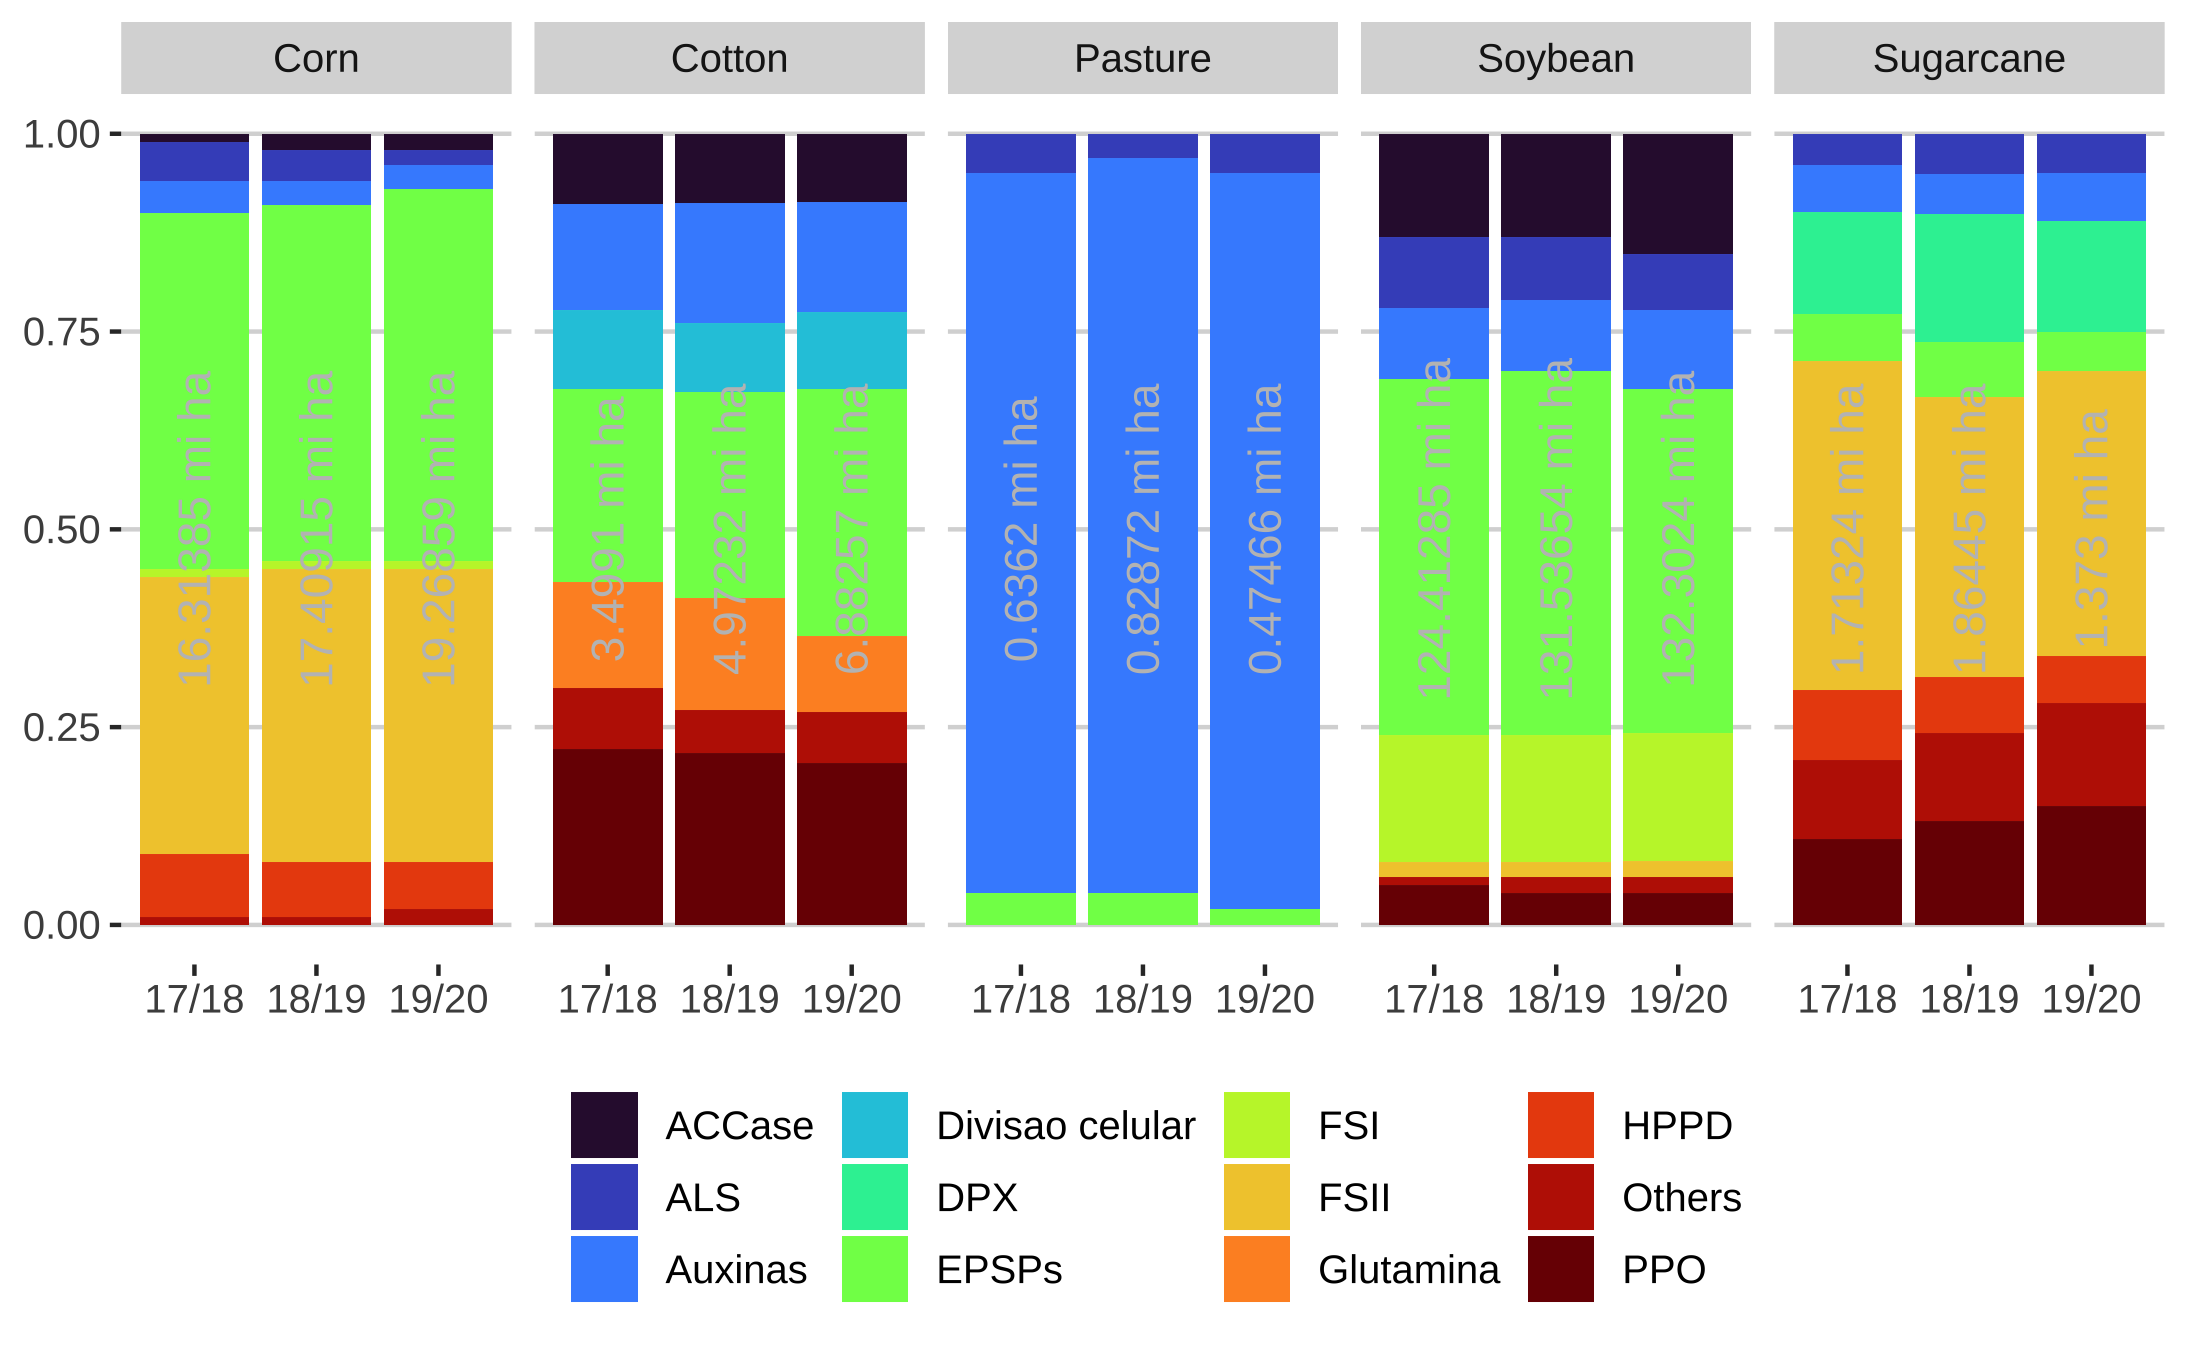 Corn Cotton Pasture Soybean Sugarcane
1.00
0.75
0.50
0.25
0.00
16.31385 mi ha
17.40915 mi ha
19.26859 mi ha
3.4991 mi ha
4.97232 mi ha
6.88257 mi ha
0.6362 mi ha
0.82872 mi ha
0.47466 mi ha
124.41285 mi ha
131.53654 mi ha
132.3024 mi ha
1.71324 mi ha
1.86445 mi ha
1.373 mi ha
17/18 18/19 19/20 17/18 18/19 19/20 17/18 18/19 19/20 17/18 18/19 19/20 17/18 18/19 19/20
ACCase Divisao celular FSI HPPD
ALS DPX FSII Others
Auxinas EPSPs Glutamina PPO